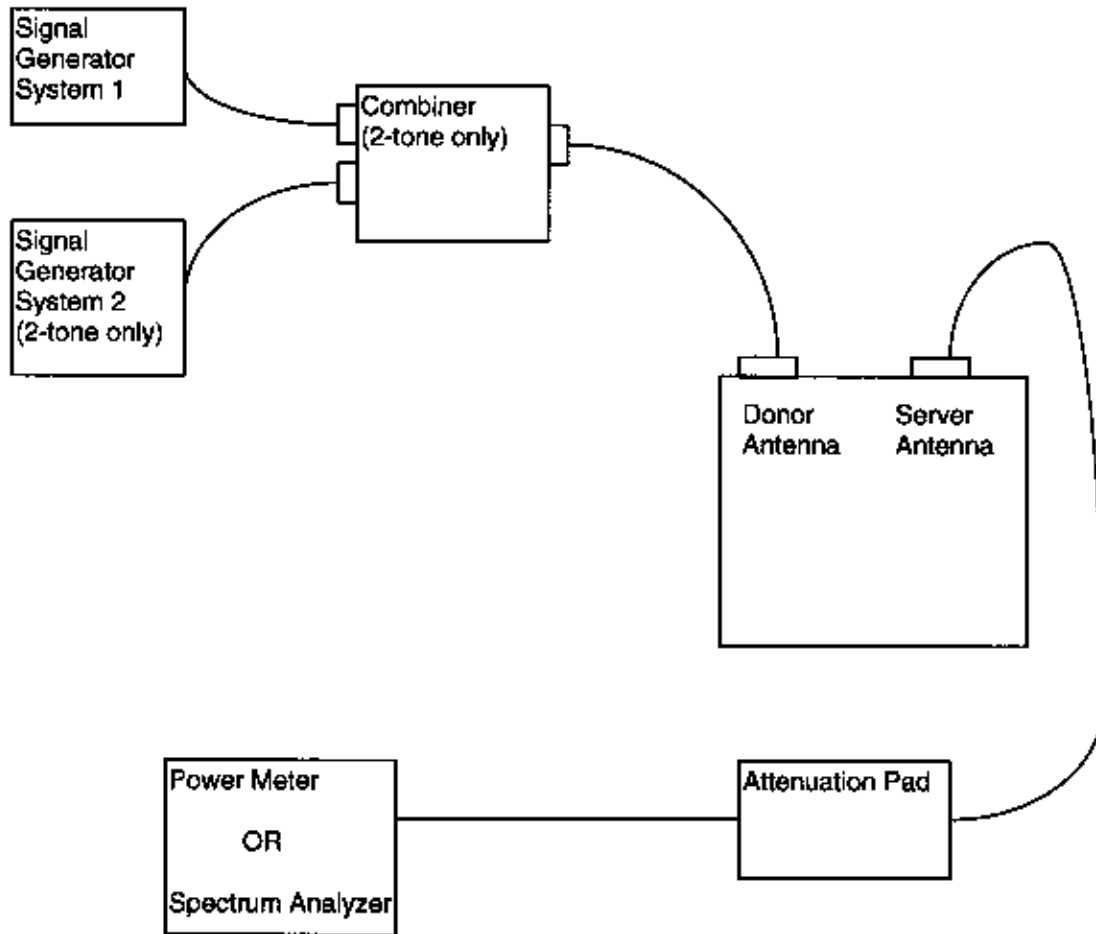 Signal
Generator
System 1
Combiner
(2-tone only)
Signal
Generator
System 2
(2-tone only)
Donor
Antenna
Server
Antenna
Power Meter
OR
Spectrum Analyzer
Attenuation Pad